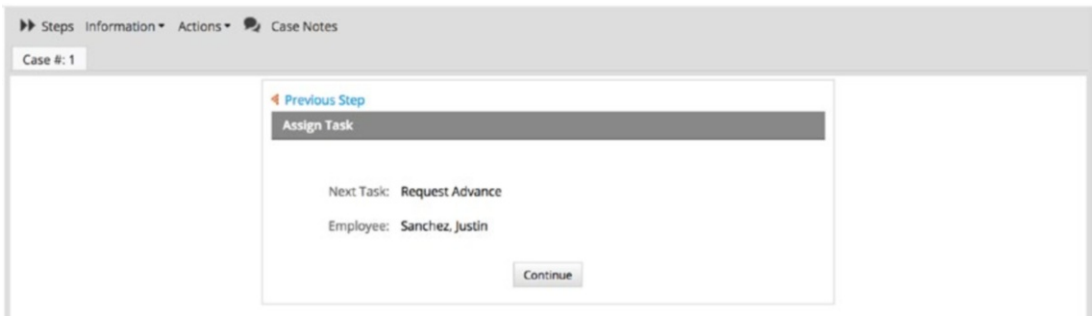 Steps Information Actions Case Notes
Case #: 1
Previous Step
Assign Task
Next Task: Request Advance
Employee: Sanchez, Justin
Continue